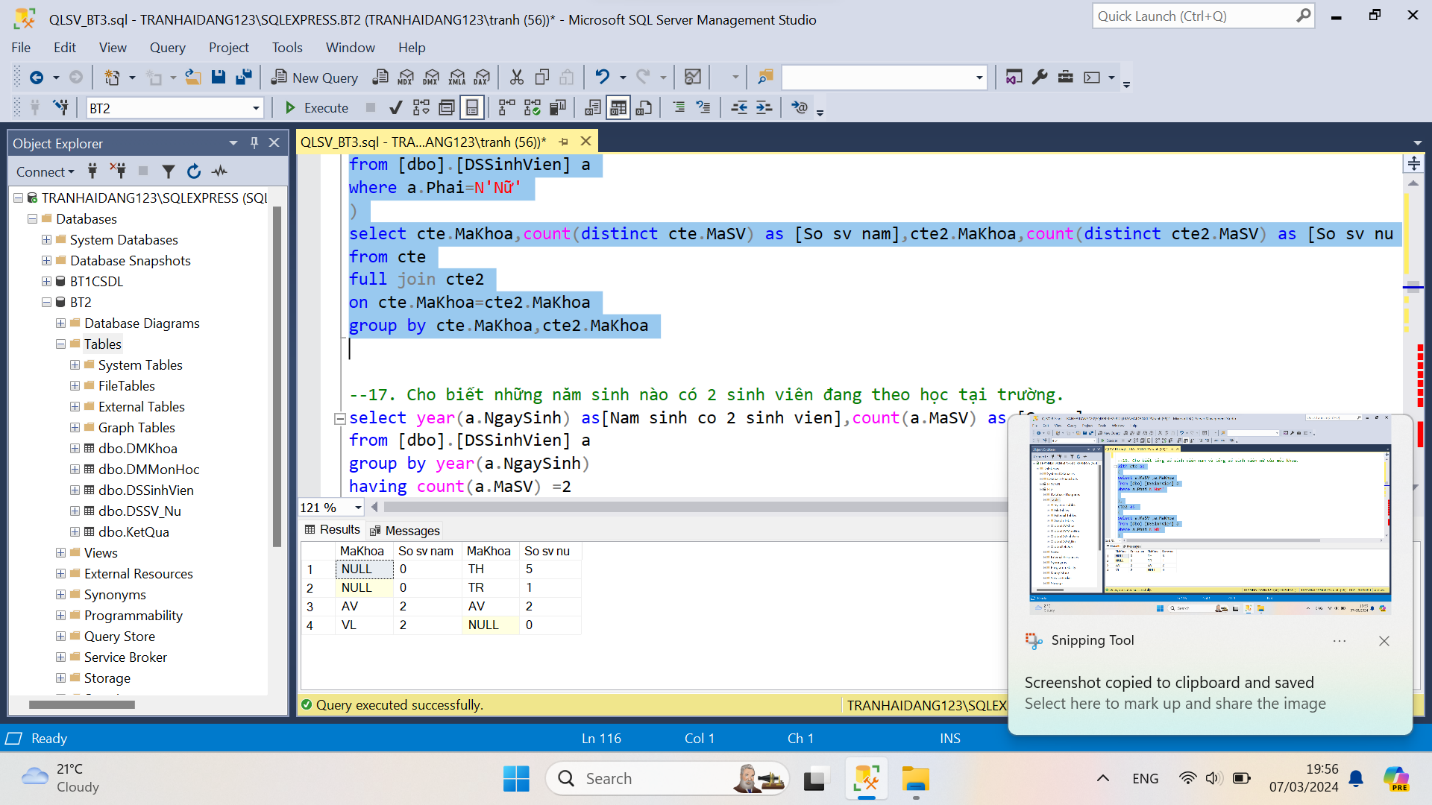 QLSV_BT3.sql - TRANHAIDANG123\SQLEXPRESS.BT2 (TRANHAIDANG123\tranh (56))* - Microsoft SQL Server Management Studio
Quick Launch (Ctrl+Q)
File Edit View Query Project Tools Window Help
New Query MDX DMX XMLA DAX
BT2 Execute
Object Explorer
QLSV_BT3.sql - TRA...ANG123\tranh (56))*
Connect
TRANHAIDANG123\SQLEXPRESS (SQL
Databases
System Databases
Database Snapshots
BT1CSDL
BT2
Database Diagrams
Tables
System Tables
FileTables
External Tables
Graph Tables
dbo.DMKhoa
dbo.DMMonHoc
dbo.DSSinhVien
dbo.DSSV_Nu
dbo.KetQua
Views
External Resources
Synonyms
Programmability
Query Store
Service Broker
Storage
from [dbo].[DSSinhVien] a
where a.Phai=N'Nữ'
)
select cte.MaKhoa,count(distinct cte.MaSV) as [So sv nam],cte2.MaKhoa,count(distinct cte2.MaSV) as [So sv nu
from cte
full join cte2
on cte.MaKhoa=cte2.MaKhoa
group by cte.MaKhoa,cte2.MaKhoa
--17. Cho biết những năm sinh nào có 2 sinh viên đang theo học tại trường.
select year(a.NgaySinh) as[Nam sinh co 2 sinh vien],count(a.MaSV) as
from [dbo].[DSSinhVien] a
group by year(a.NgaySinh)
having count(a.MaSV) =2
121 %
Results Messages
MaKhoa So sv nam MaKhoa So sv nu
1 NULL 0 TH 5
2 NULL 0 TR 1
3 AV 2 AV 2
4 VL 2 NULL 0
Query executed successfully.
TRANHAIDANG123\SQLEX
Snipping Tool
Screenshot copied to clipboard and saved
Select here to mark up and share the image
Ready Ln 116 Col 1 Ch 1 INS
21°C
Cloudy
Search
ENG
19:56
07/03/2024
PRE